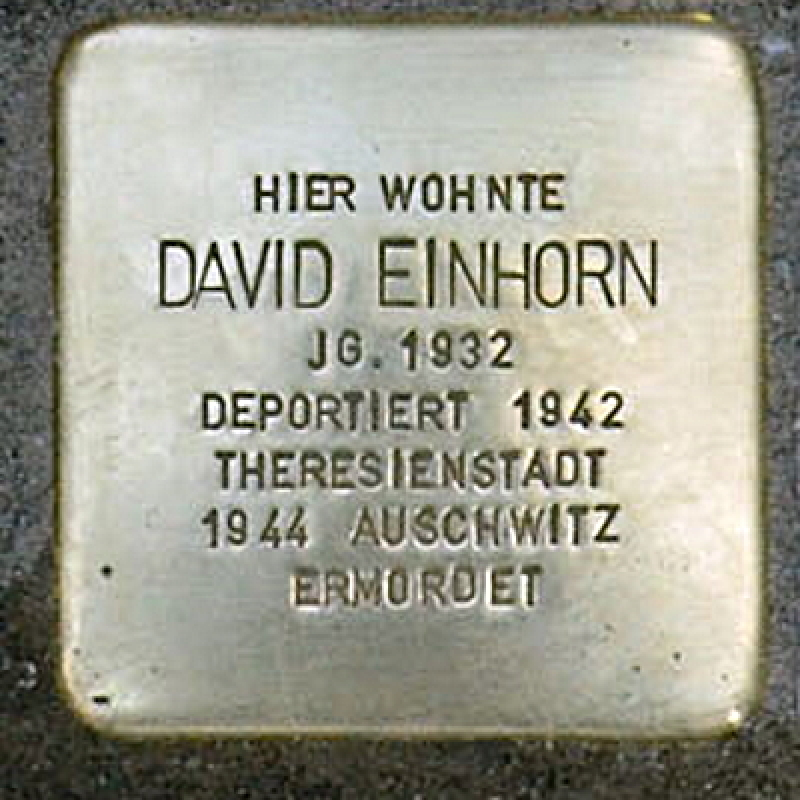 HIER WOHNTE
DAVID EINHORN
JG. 1932
DEPORTIERT 1942
THERESIENSTADT
1944 AUSCHWITZ
ERMORDET